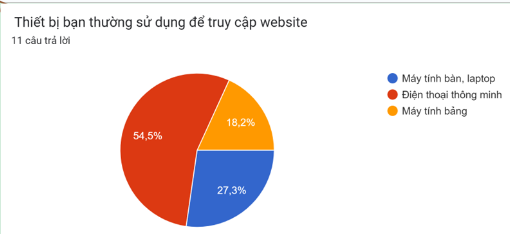 Thiết bị bạn thường sử dụng để truy cập website
11 câu trả lời
Máy tính bàn, laptop
Điện thoại thông minh
Máy tính bảng
54,5%
18,2%
27,3%